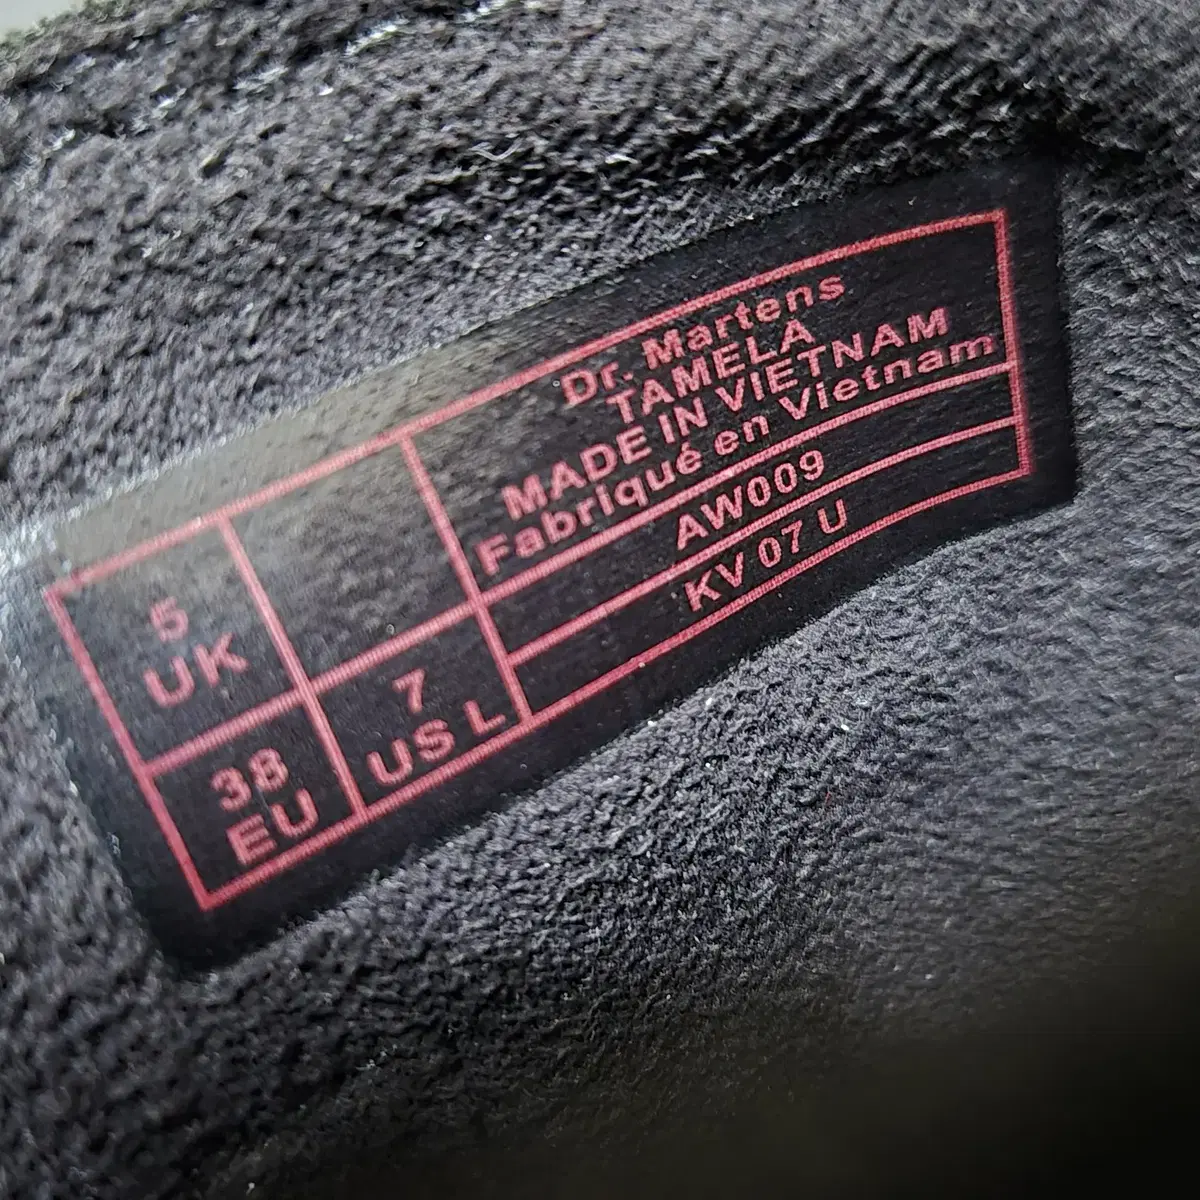 Dr. Martens
TAMELA
MADE IN VIETNAM
Fabriqué en Vietnam
AW009
KV 07 U
5
UK
38
EU
7
US L